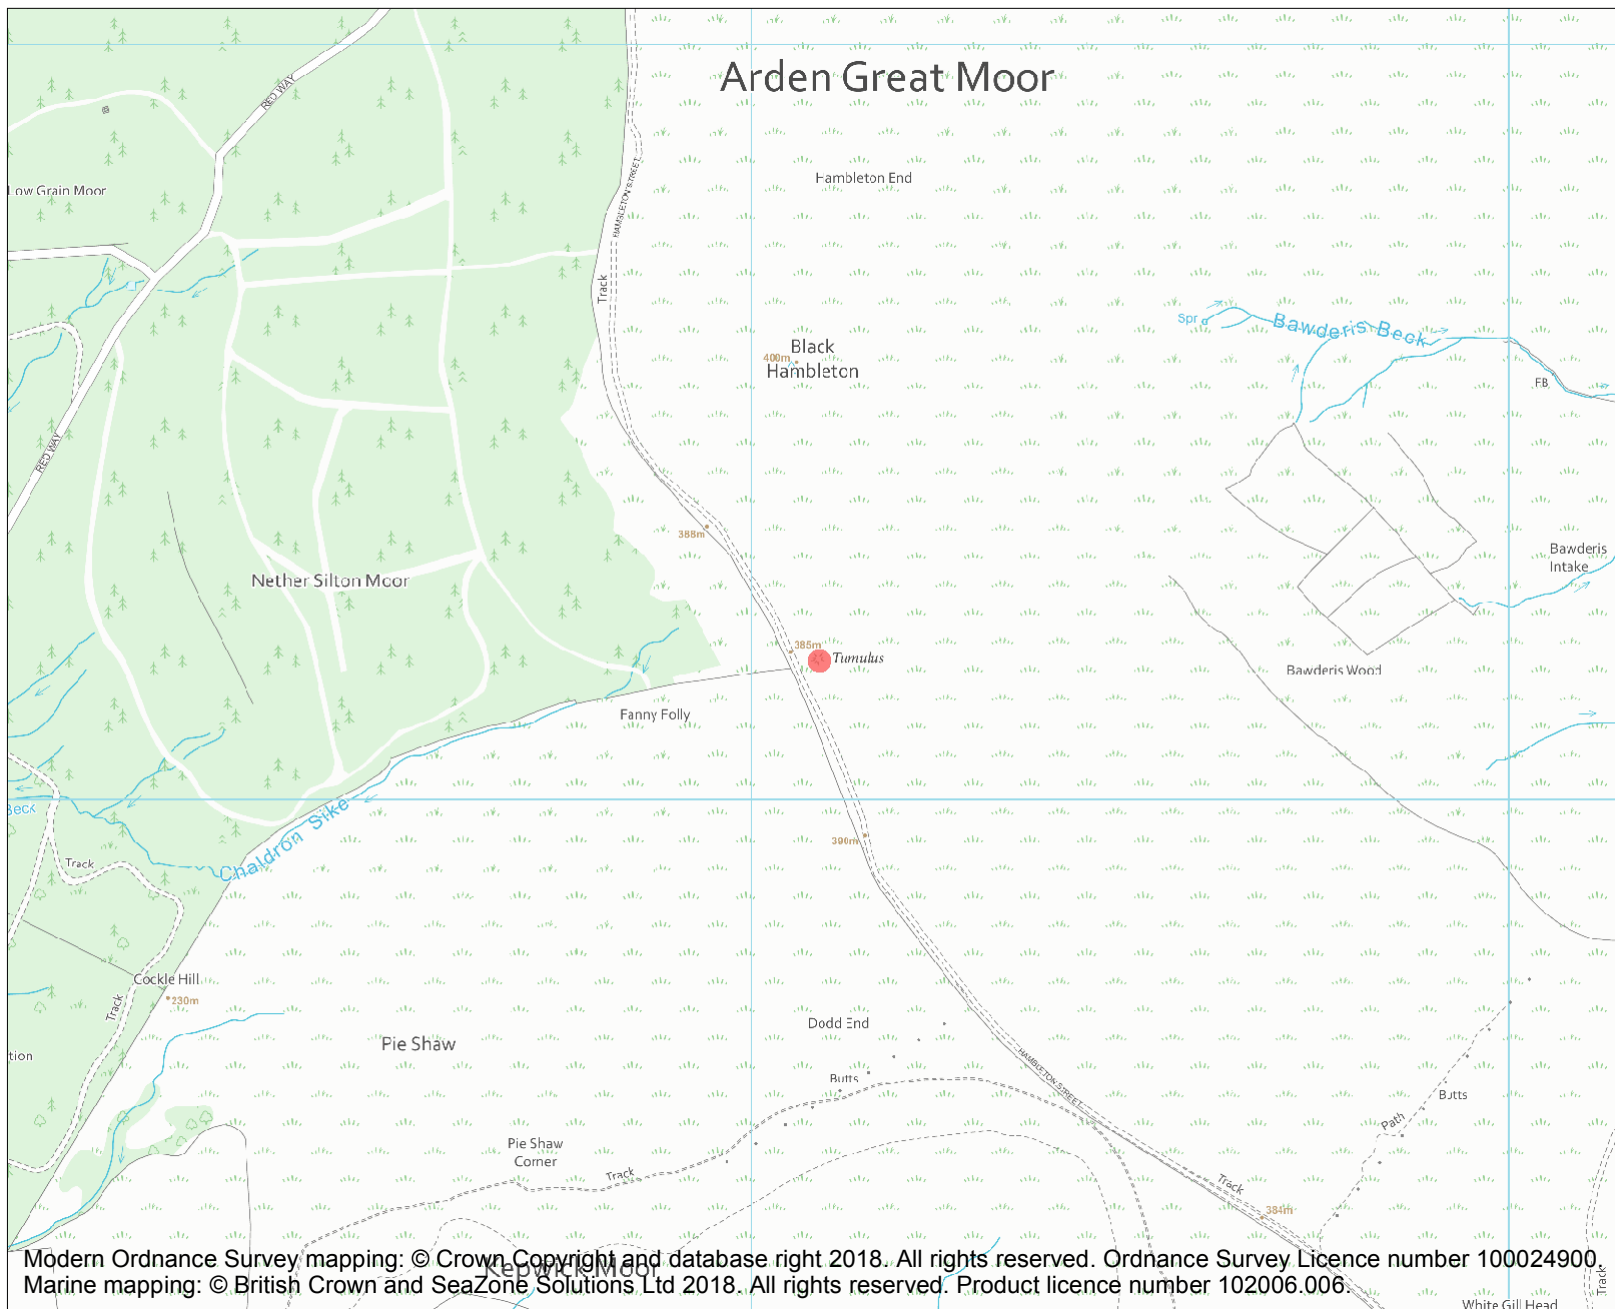 Arden Great Moor
RED WAY
Low Grain Moor
HAMBLETON STREET
Hambleton End
Track
Spr
Bawderis Beck
Black
400m
Hambleton
FB
RED WAY
388m
Bawderis
Intake
Nether Silton Moor
385m
Tumulus
Bawderis Wood
Fanny Folly
Beck
Chaldron Sike
390m
Track
Cockle Hill
230m
Track
Dodd End
Pie Shaw
tion
HAMBLETON STREET
Butts
Butts
Path
Pie Shaw
Corner
Track
Track
384m
Modern Ordnance Survey mapping: © Crown Copyright and database right 2018. All rights reserved. Ordnance Survey Licence number 100024900.
Kepwick Moor
Marine mapping: © British Crown and SeaZone Solutions Ltd 2018. All rights reserved. Product licence number 102006.006.
Track
White Gill Head